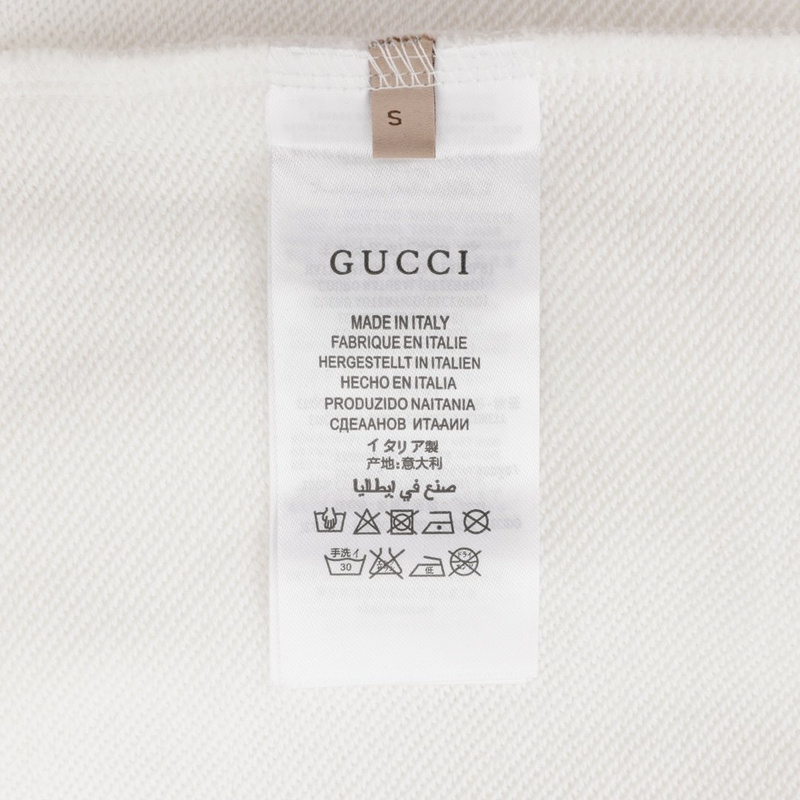 S
GUCCI
MADE IN ITALY
FABRIQUE EN ITALIE
HERGESTELLT IN ITALIEN
HECHO EN ITALIA
PRODUZIDO NAITANIA
СДЕААНОВ ИТААИИ
イタリア製
产地:意大利
صنع في ايطاليا
手洗イ
30
低